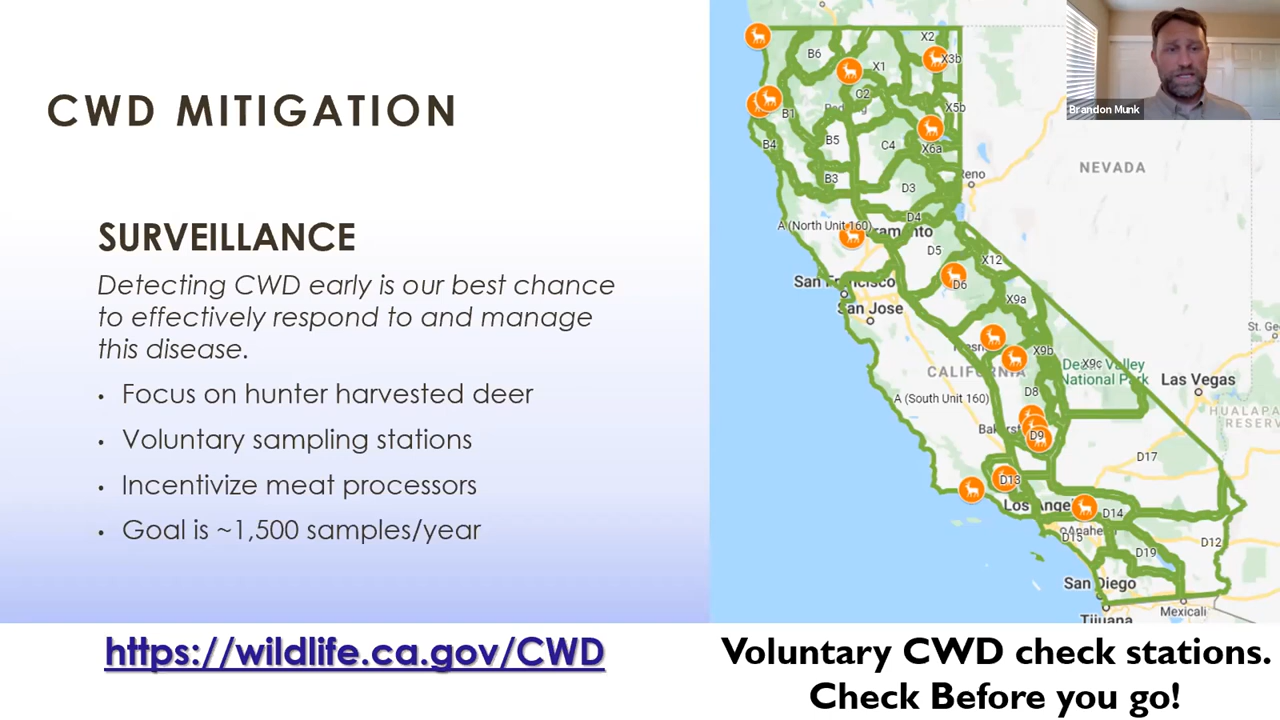 CWD MITIGATION
SURVEILLANCE
Detecting CWD early is our best chance
to effectively respond to and manage
this disease.
• Focus on hunter harvested deer
• Voluntary sampling stations
• Incentivize meat processors
• Goal is ~1,500 samples/year
https://wildlife.ca.gov/CWD
Brandon Munk
X2
B6
X1
X3b
C2
B1
X5b
B5
C4
B4
X6a
NEVADA
B3
D3
D4
A (North Unit 160)
D5
X12
D6
San Francisco
X9a
San Jose
X9b
X9c
Death Valley
National Park
CALIFORNIA
Las Vegas
D8
A (South Unit 160)
D9
D17
D13
D14
D15
D12
D19
San Diego
Mexicali
Tijuana
Voluntary CWD check stations.
Check Before you go!